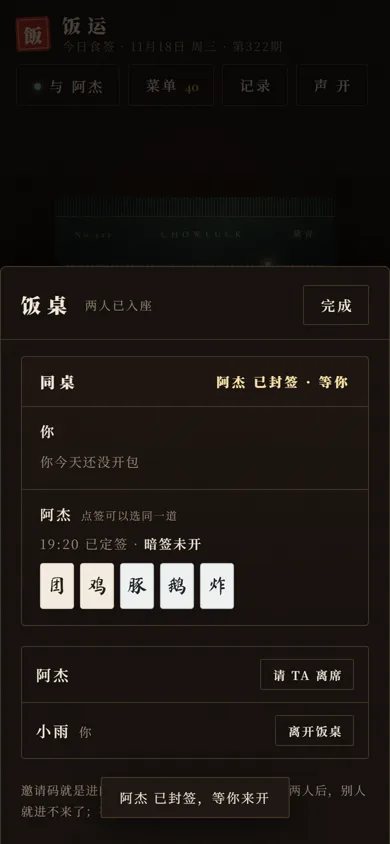 飯
饭运
今日食签 · 11月18日 周三 · 第322期
与 阿杰
菜单 40
记录
声 开
No.322 CHOWLUCK
饭桌 两人已入座
完成
同桌
阿杰 已封签 · 等你
你
你今天还没开包
阿杰 点签可以选同一道
19:20 已定签 · 暗签未开
团 鸡 豚 鹅 炸
阿杰
请 TA 离席
小雨 你
离开饭桌
邀请码就是进
两人后，别人
就进不来了；
阿杰 已封签，等你来开